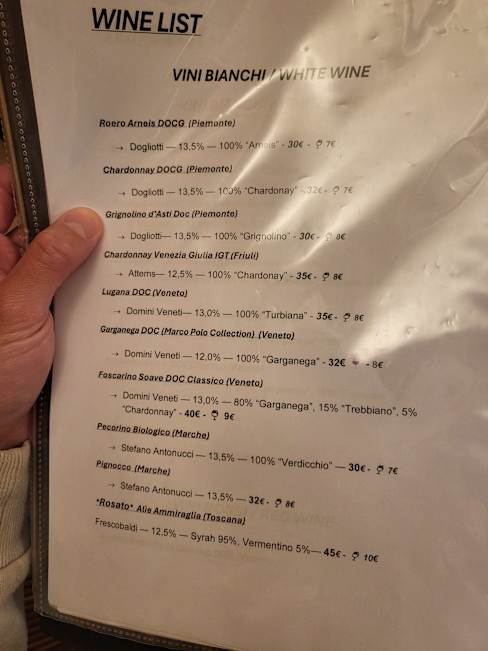 WINE LIST
VINI BIANCHI / WHITE WINE
Roero Arneis DOCG (Piemonte)
→ Dogliotti — 13,5% — 100% "Arneis" - 30€ - 7€
Chardonnay DOCG (Piemonte)
→ Dogliotti — 13,5% — 100% "Chardonay" - 32€ - 7€
Grignolino d'Asti Doc (Piemonte)
→ Dogliotti— 13,5% — 100% "Grignolino" - 30€ - 8€
Chardonnay Venezia Giulia IGT (Friuli)
→ Attems— 12,5% — 100% "Chardonay" - 35€ - 8€
Lugana DOC (Veneto)
→ Domini Veneti— 13,0% — 100% "Turbiana" - 35€ - 8€
Garganega DOC (Marco Polo Collection) (Veneto)
→ Domini Veneti — 12,0% — 100% "Garganega" - 32€ - 8€
Foscarino Soave DOC Classico (Veneto)
→ Domini Veneti — 13,0% — 80% "Garganega", 15% "Trebbiano", 5%
"Chardonnay" - 40€ - 9€
Pecorino Biologico (Marche)
→ Stefano Antonucci — 13,5% — 100% "Verdicchio" — 30€ - 7€
Pignocco (Marche)
→ Stefano Antonucci — 13,5% — 32€ - 8€
*Rosato* Alie Ammiraglia (Toscana)
Frescobaldi — 12,5% — Syrah 95%, Vermentino 5%— 45€ - 10€